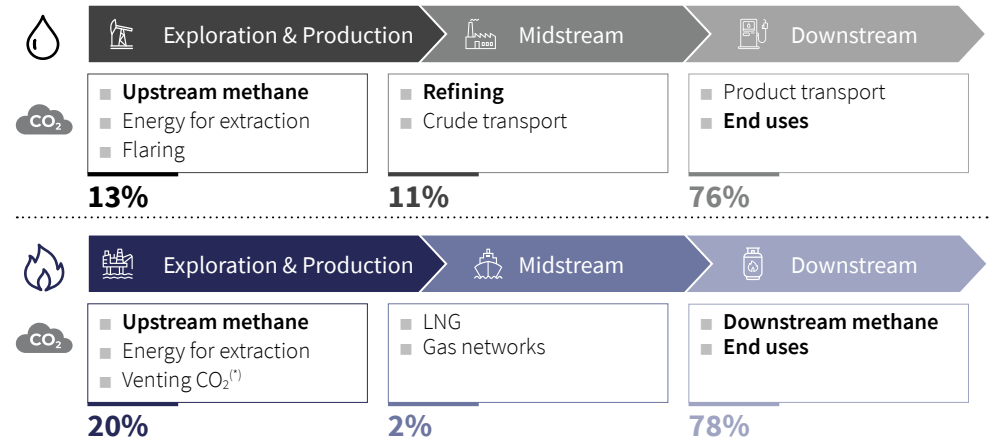 Exploration & Production
Midstream
Downstream
CO₂
Upstream methane
Energy for extraction
Flaring
Refining
Crude transport
Product transport
End uses
13%
11%
76%
Exploration & Production
Midstream
Downstream
CO₂
Upstream methane
Energy for extraction
Venting CO₂⁽*⁾
LNG
Gas networks
Downstream methane
End uses
20%
2%
78%